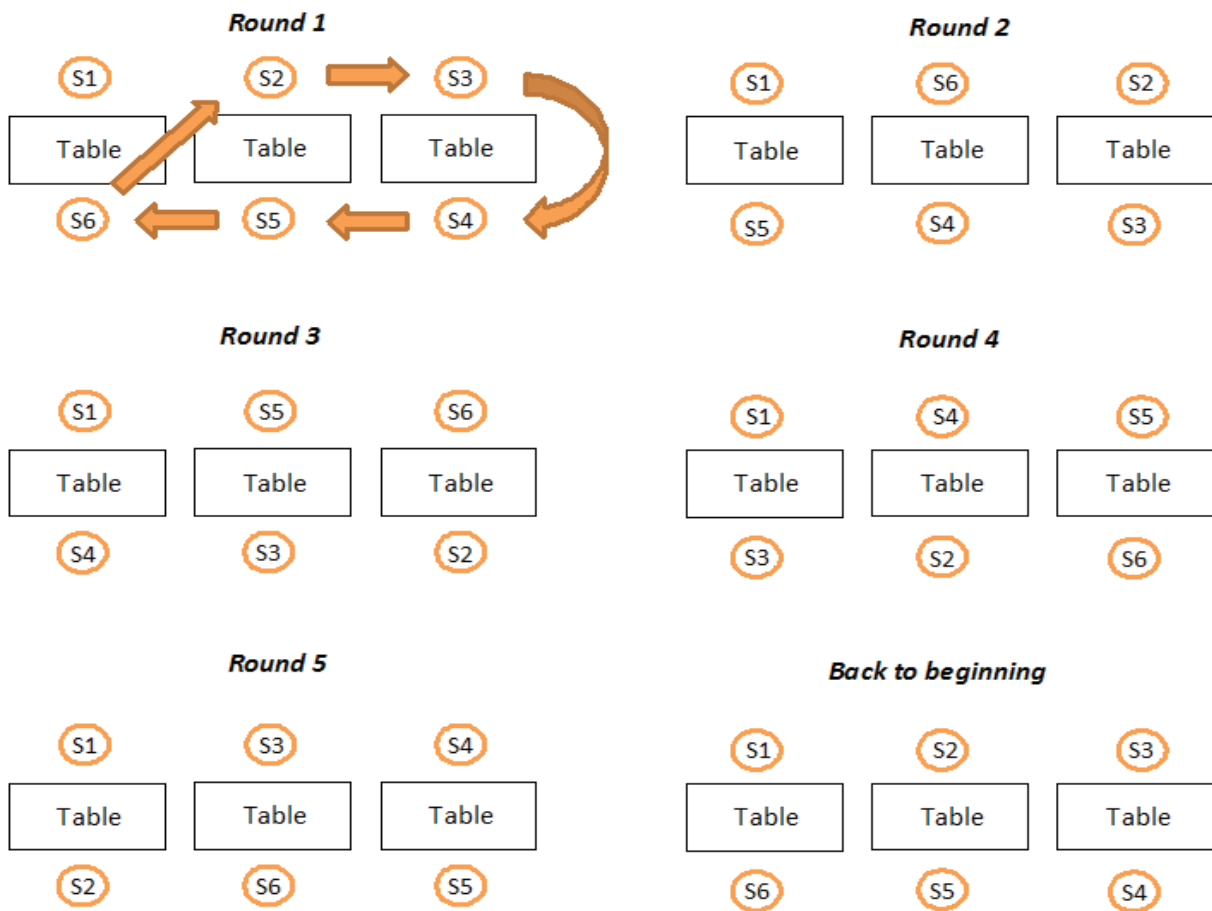 Round 1
S1 S2 S3
Table Table Table
S6 S5 S4
Round 2
S1 S6 S2
Table Table Table
S5 S4 S3
Round 3
S1 S5 S6
Table Table Table
S4 S3 S2
Round 4
S1 S4 S5
Table Table Table
S3 S2 S6
Round 5
S1 S3 S4
Table Table Table
S2 S6 S5
Back to beginning
S1 S2 S3
Table Table Table
S6 S5 S4